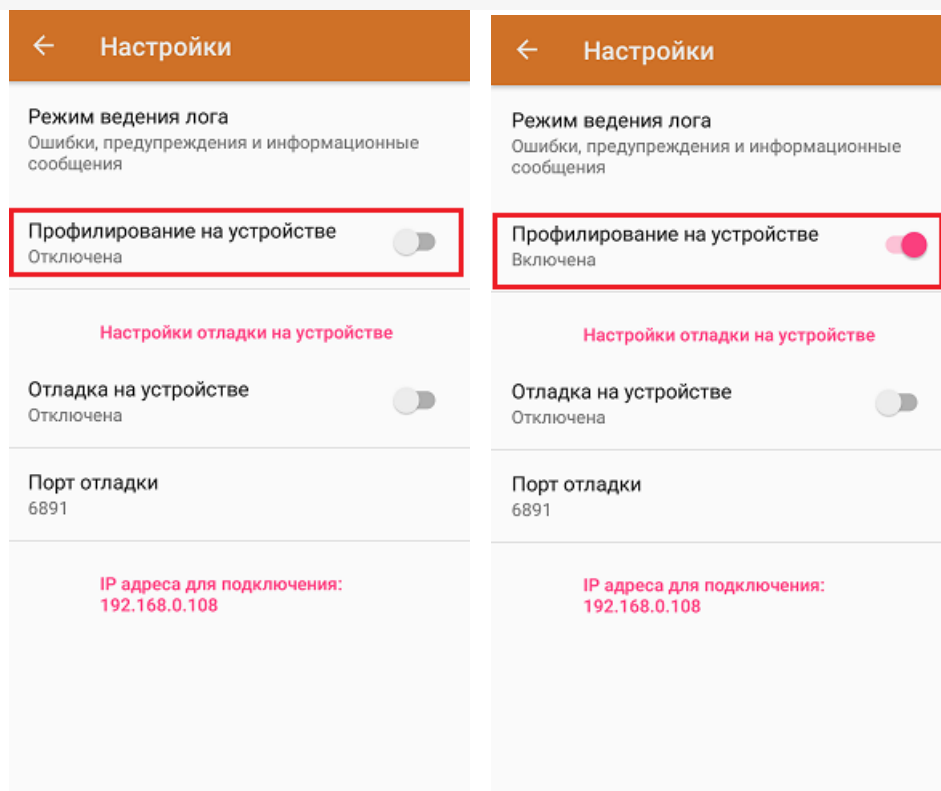 Настройки
Режим ведения лога
Ошибки, предупреждения и информационные
сообщения
Профилирование на устройстве
Отключена
Настройки отладки на устройстве
Отладка на устройстве
Отключена
Порт отладки
6891
IP адреса для подключения:
192.168.0.108
Настройки
Режим ведения лога
Ошибки, предупреждения и информационные
сообщения
Профилирование на устройстве
Включена
Настройки отладки на устройстве
Отладка на устройстве
Отключена
Порт отладки
6891
IP адреса для подключения:
192.168.0.108